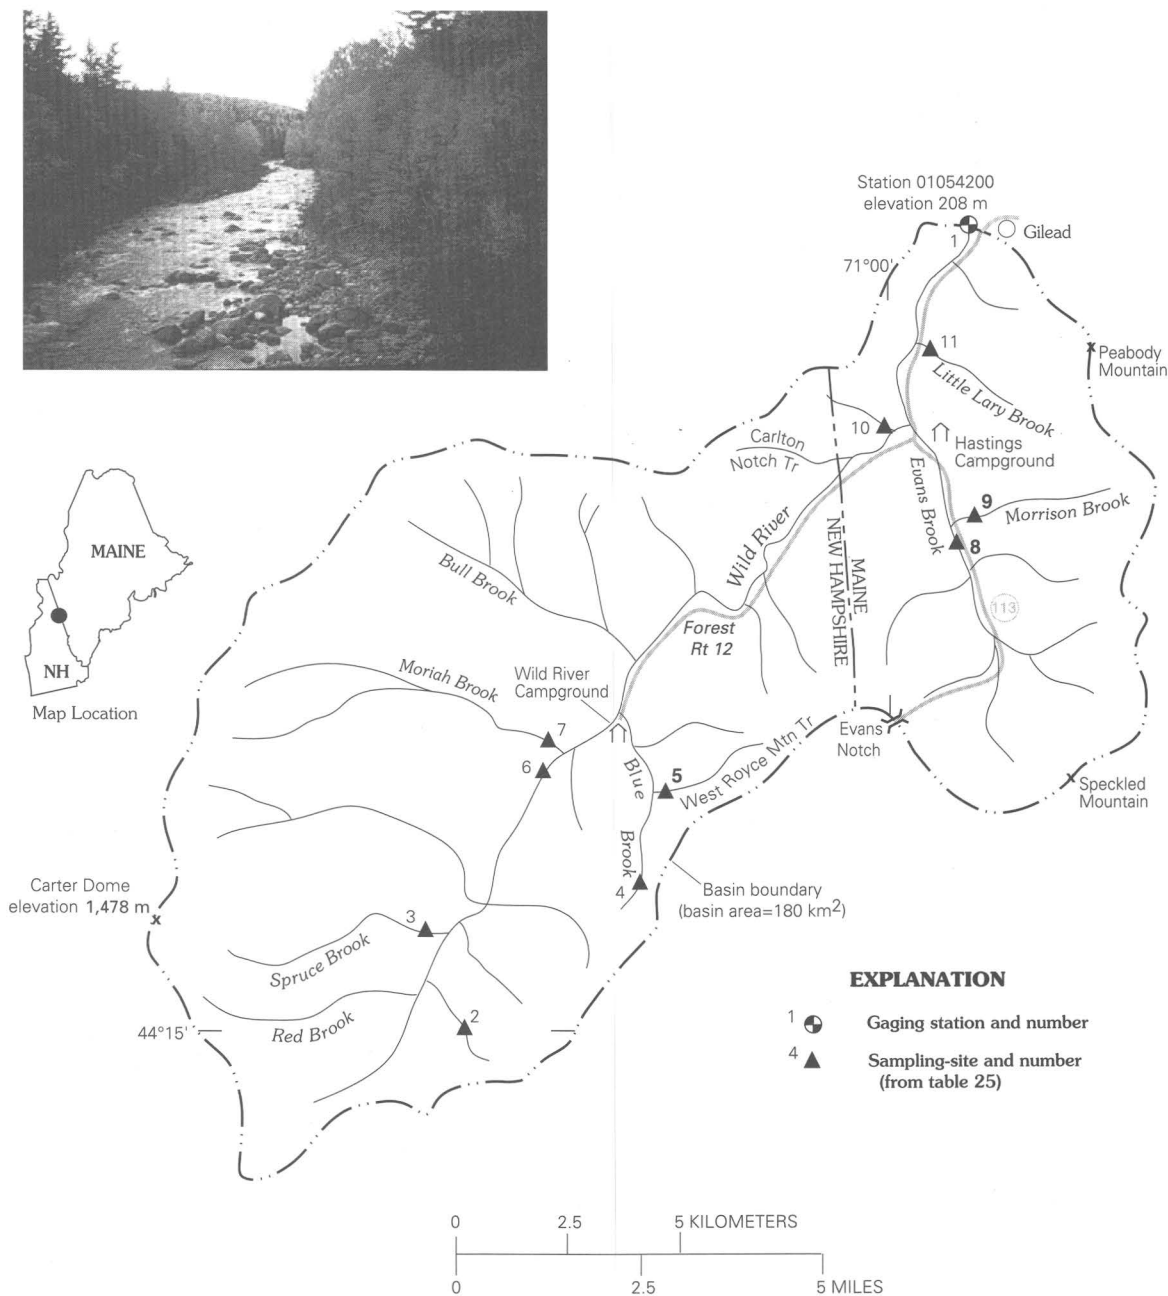 Station 01054200
elevation 208 m
1
Gilead
71°00'
11
Peabody
Mountain
Little Lary Brook
10
Carlton
Notch Tr
Hastings
Campground
Evans Brook
9
Morrison Brook
8
Wild River
MAINE
NEW HAMPSHIRE
113
Bull Brook
Forest
Rt 12
MAINE
NH
Map Location
Moriah Brook
Wild River
Campground
7
6
Blue
Brook
5
West Royce Mtn Tr
Evans
Notch
Speckled
Mountain
4
Basin boundary
(basin area=180 km2)
Carter Dome
elevation 1,478 m
3
Spruce Brook
Red Brook
2
44°15'
EXPLANATION
1 Gaging station and number
4 Sampling-site and number
(from table 25)
0 2.5 5 KILOMETERS
0 2.5 5 MILES